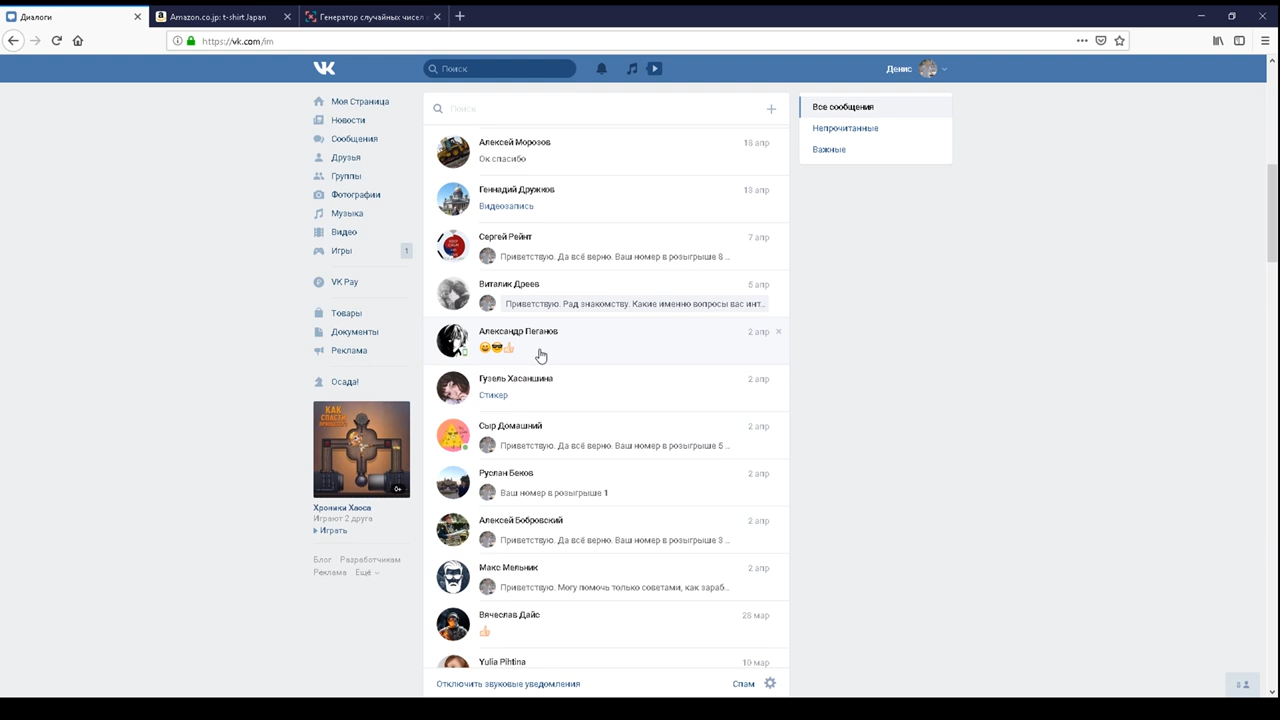 Диалоги
Amazon.co.jp: t-shirt Japan
Генератор случайных чисел
https://vk.com/im
Поиск
Денис
Моя Страница
Новости
Сообщения
Друзья
Группы
Фотографии
Музыка
Видео
Игры
1
VK Pay
Товары
Документы
Реклама
Осада!
КАК
СПАСТИ
ПРИНЦЕССУ?
0+
Хроники Хаоса
Играют 2 друга
Играть
Блог Разработчикам
Реклама Ещё
Поиск
Алексей Морозов 18 апр
Ок спасибо
Геннадий Дружков 13 апр
Видеозапись
Сергей Рейнт 7 апр
Приветствую. Да всё верно. Ваш номер в розыгрыше 8 ...
Виталик Дреев 5 апр
Приветствую. Рад знакомству. Какие именно вопросы вас инт...
Александр Пеганов 2 апр
😀😎👍
Гузель Хасаншина 2 апр
Стикер
Сыр Домашний 2 апр
Приветствую. Да всё верно. Ваш номер в розыгрыше 5 ...
Руслан Беков 2 апр
Ваш номер в розыгрыше 1
Алексей Бобровский 2 апр
Приветствую. Да всё верно. Ваш номер в розыгрыше 3 ...
Макс Мельник 2 апр
Приветствую. Могу помочь только советами, как зараб...
Вячеслав Дайс 28 мар
👍
Yulia Pihtina 19 мар
Отключить звуковые уведомления Спам
Все сообщения
Непрочитанные
Важные